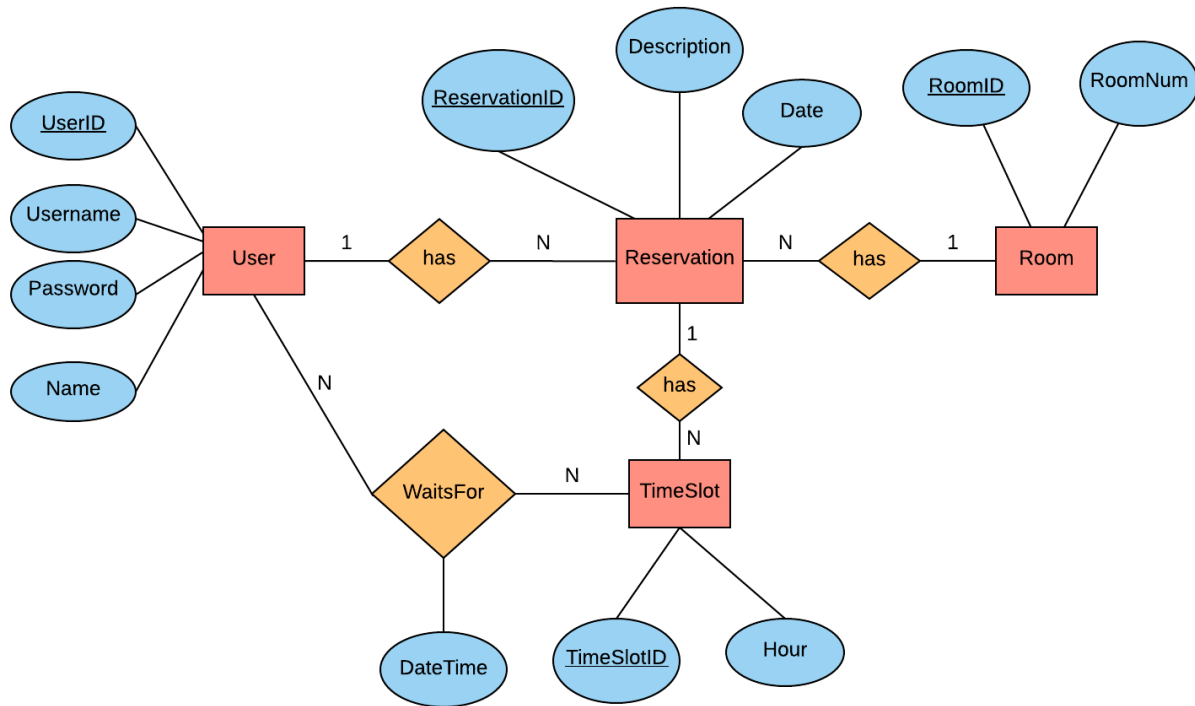 Description
ReservationID
RoomID
RoomNum
Date
UserID
Username
User
1
has
N
Reservation
N
has
1
Room
Password
1
Name
N
has
N
WaitsFor
N
TimeSlot
DateTime
TimeSlotID
Hour